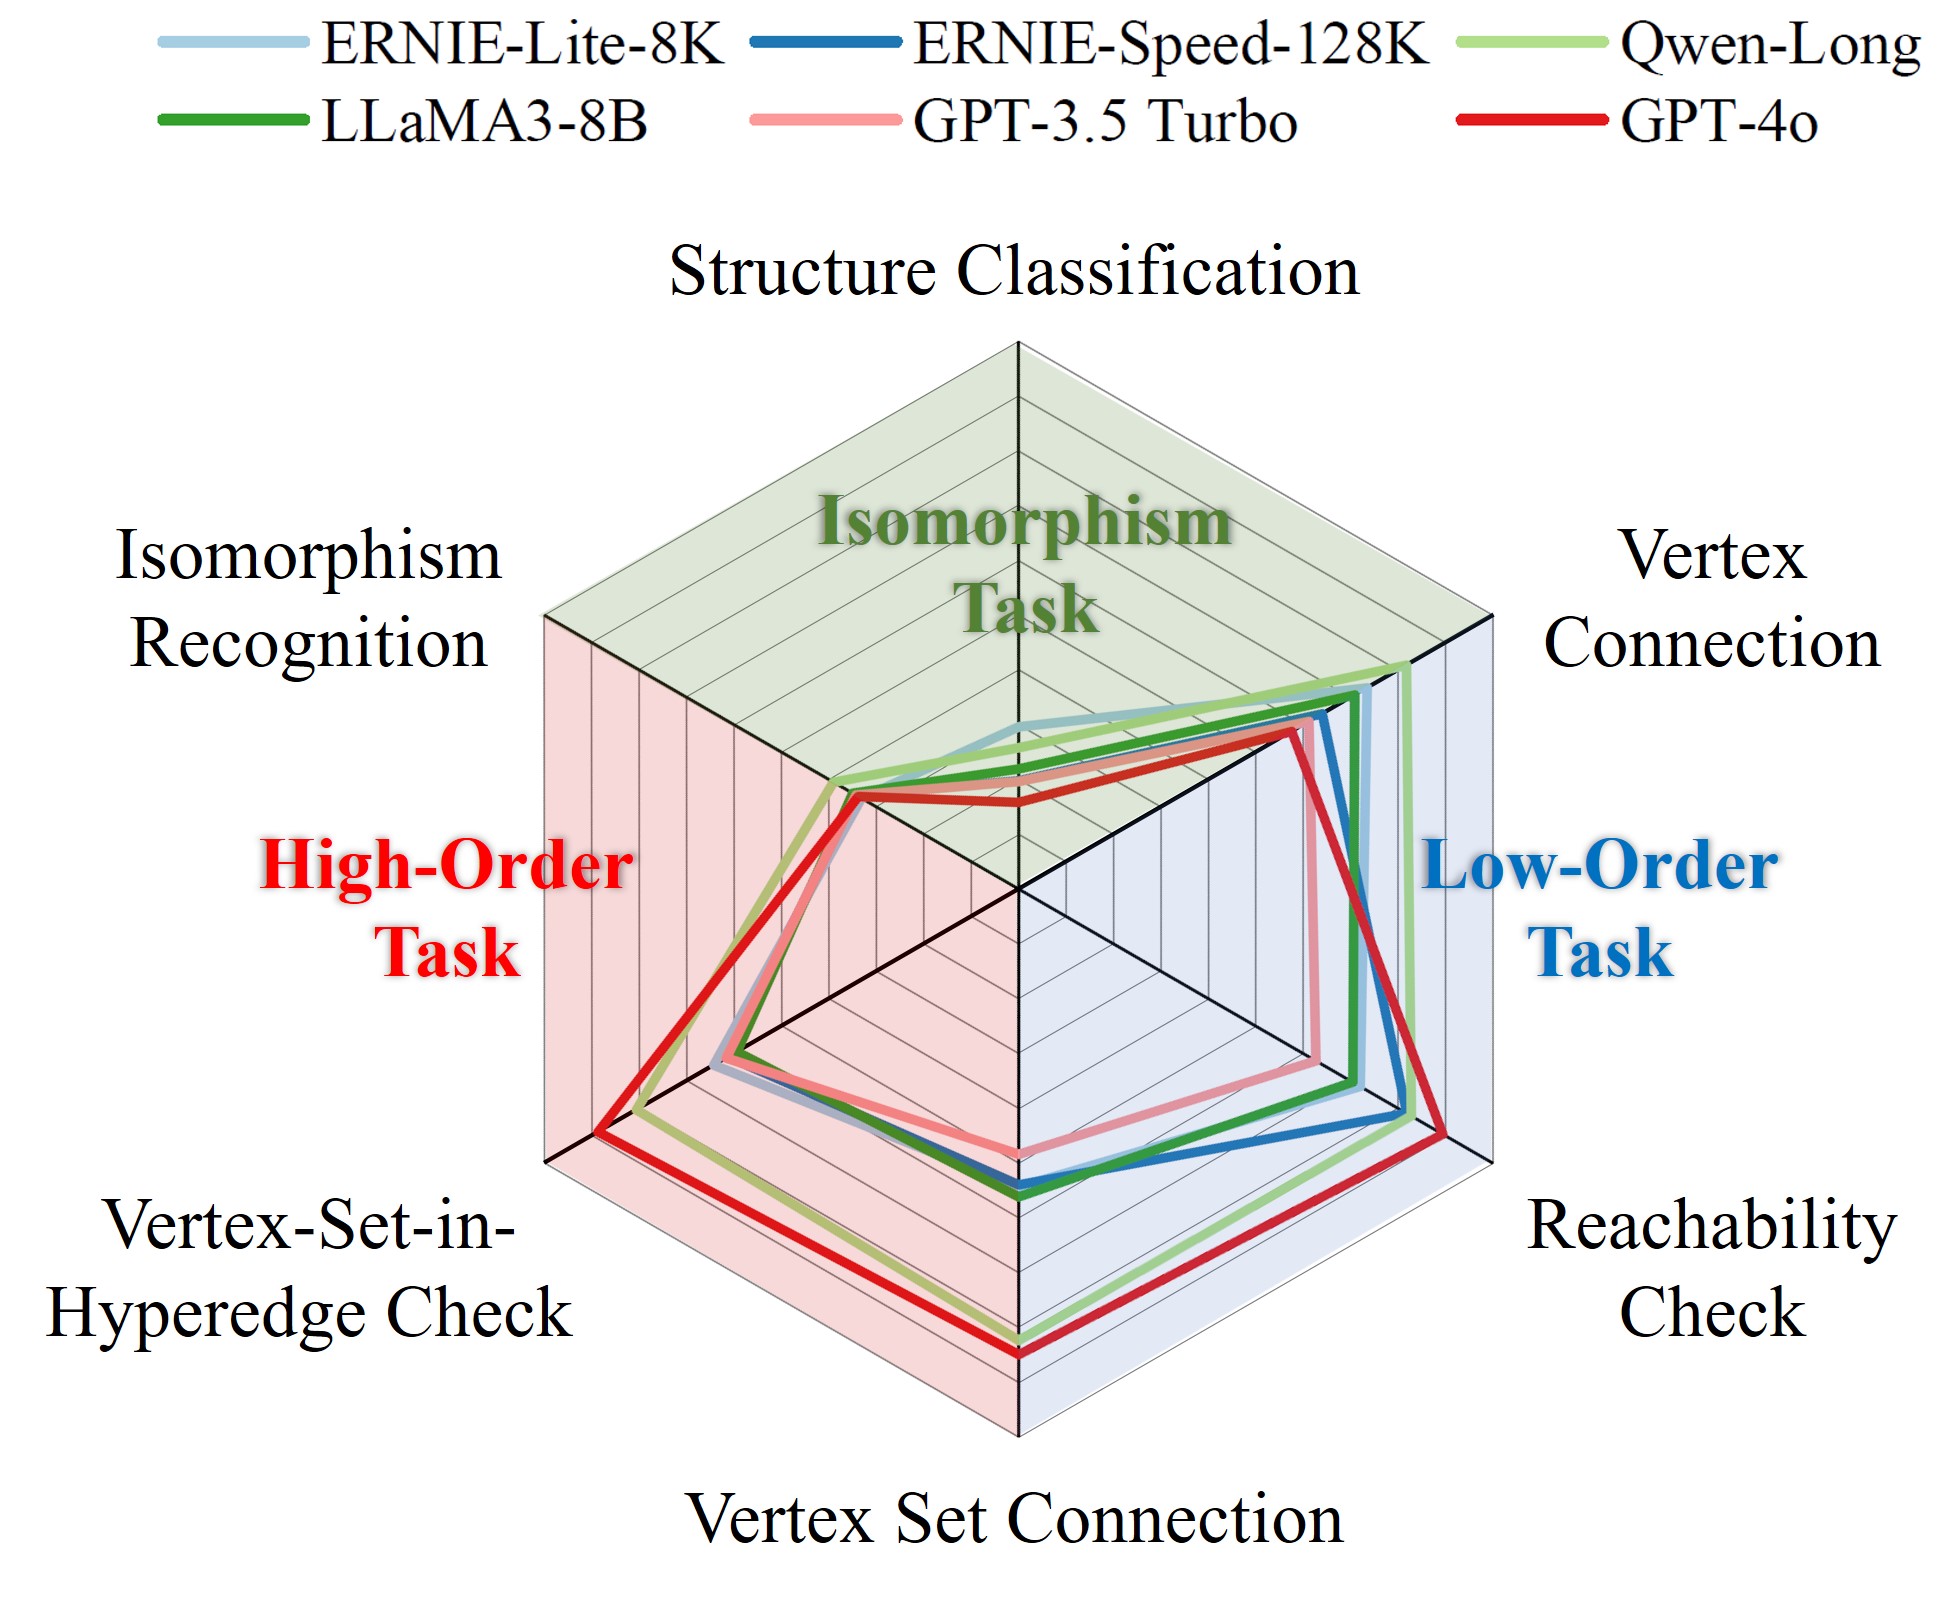 ERNIE-Lite-8K ERNIE-Speed-128K Qwen-Long
LLaMA3-8B GPT-3.5 Turbo GPT-4o
Structure Classification
Isomorphism
Task
Isomorphism
Recognition
Vertex
Connection
High-Order
Task
Low-Order
Task
Vertex-Set-in-
Hyperedge Check
Reachability
Check
Vertex Set Connection